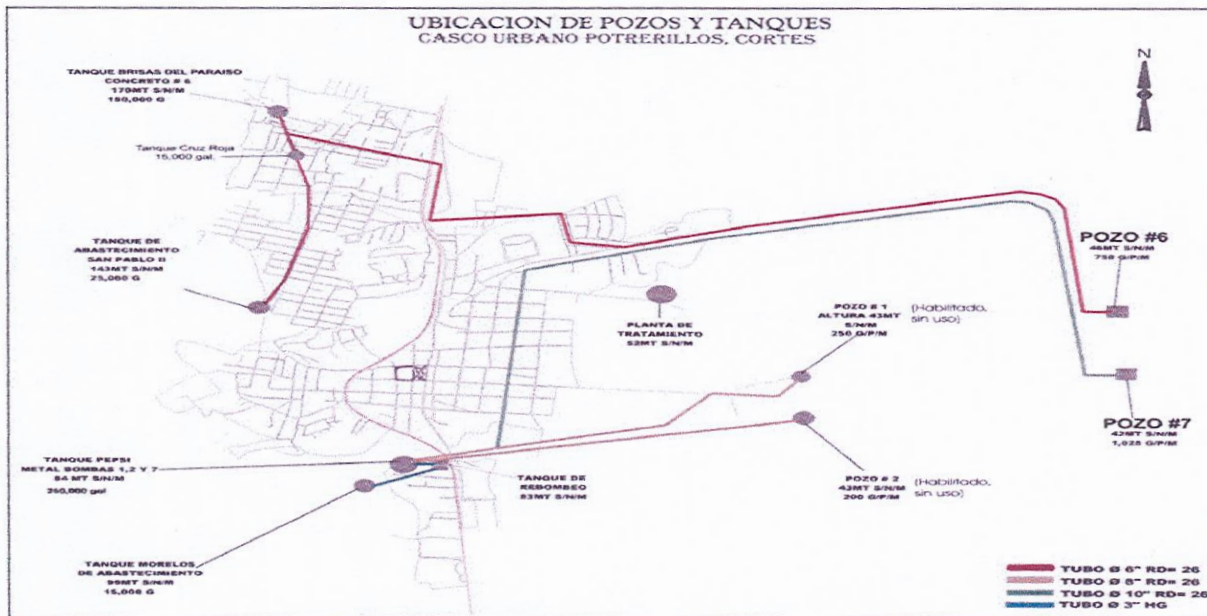 UBICACION DE POZOS Y TANQUES
CASCO URBANO POTRERILLOS, CORTES
N
TANQUE BRISAS DEL PARAISO
CONCRETO # 6
179MT S/N/M
180,000 G
Tanque Cruz Roja
15,000 gal.
TANQUE DE
ABASTECIMIENTO
SAN PABLO II
143MT S/N/M
25,000 G
POZO #6
46MT S/N/M
750 G/P/M
PLANTA DE
TRATAMIENTO
52MT S/N/M
POZO # 1
ALTURA 43MT
S/N/M
250 G/P/M
(Habilitado,
sin uso)
POZO #7
42MT S/N/M
1,025 G/P/M
TANQUE PEPSI
METAL BOMBAS 1,2 Y 7
84 MT S/N/M
250,000 gal
TANQUE DE
REBOMBEO
83MT S/N/M
POZO # 2
43MT S/N/M
200 G/P/M
(Habilitado,
sin uso)
TANQUE MORELOS
DE ABASTECIMIENTO
99MT S/N/M
15,000 G
TUBO Ø 6" RD= 26
TUBO Ø 8" RD= 26
TUBO Ø 10" RD= 26
TUBO Ø 3" HG